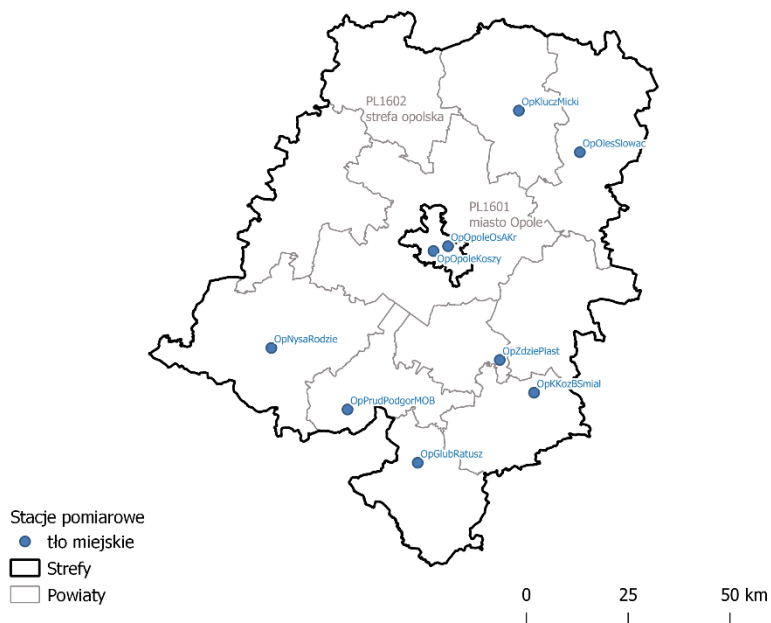 PL1602
strefa opolska
OpKluczMicki
OpOlesSlowac
PL1601
miasto Opole
OpOpoleOsAKr
OpOpoleKoszy
OpNysaRodzie
OpZdziePiast
OpKKozBSmial
OpPrudPodgorMOB
OpGlubRatusz
Stacje pomiarowe
tło miejskie
Strefy
Powiaty
0 25 50 km